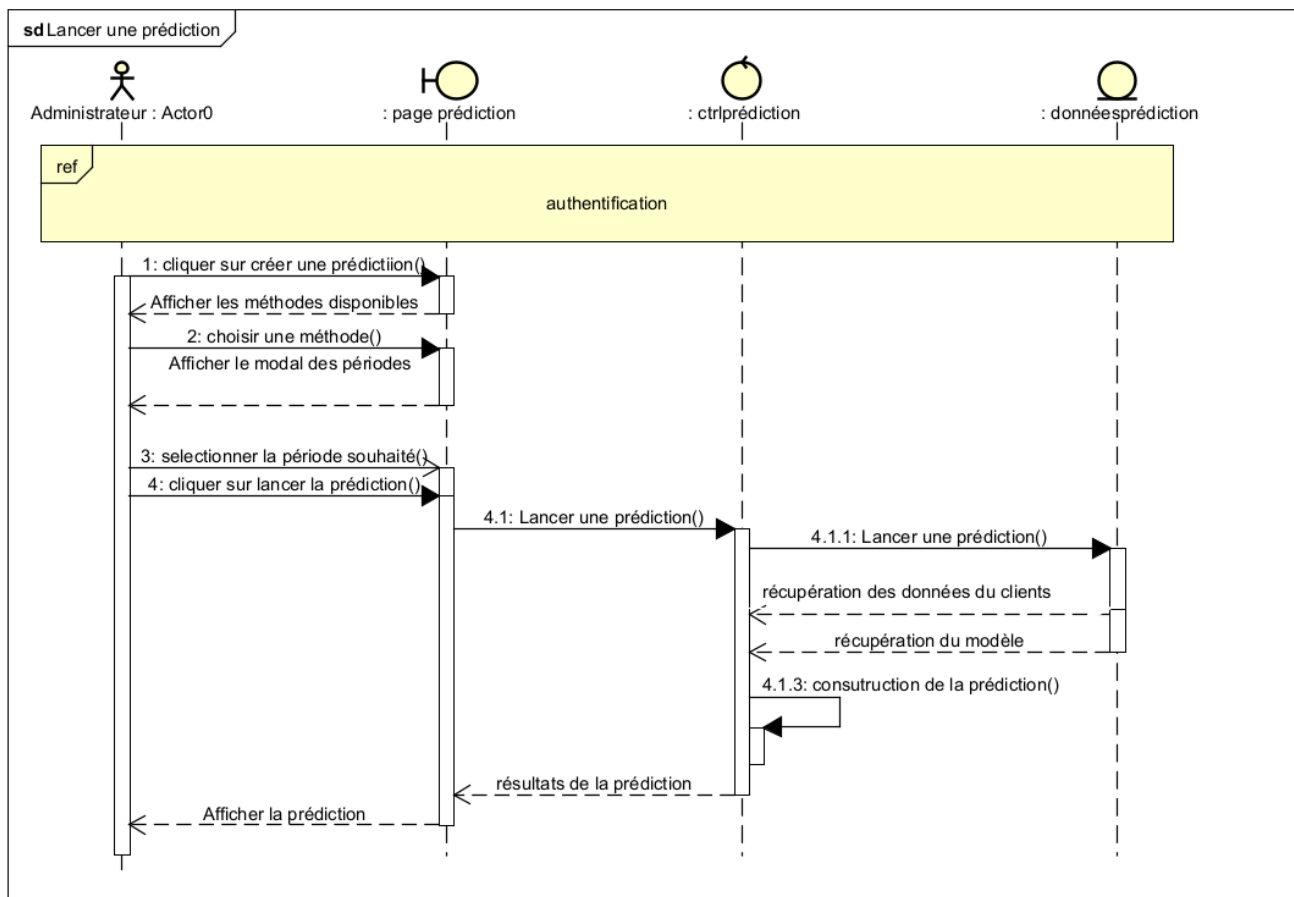 sd Lancer une prédiction
Administrateur : Actor0
: page prédiction
: ctrlprédiction
: donnéesprédiction
ref
authentification
1: cliquer sur créer une prédictiion()
Afficher les méthodes disponibles
2: choisir une méthode()
Afficher le modal des périodes
3: selectionner la période souhaité()
4: cliquer sur lancer la prédiction()
4.1: Lancer une prédiction()
4.1.1: Lancer une prédiction()
récupération des données du clients
récupération du modèle
4.1.3: consutruction de la prédiction()
résultats de la prédiction
Afficher la prédiction